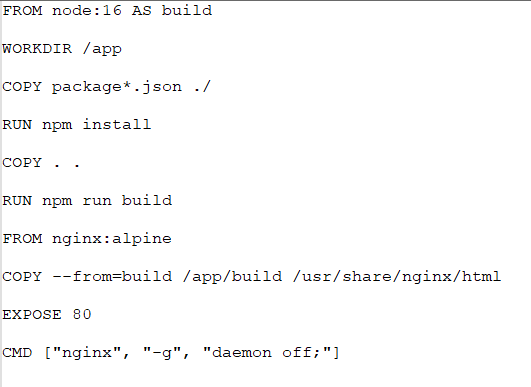 FROM node:16 AS build
WORKDIR /app
COPY package*.json ./
RUN npm install
COPY . .
RUN npm run build
FROM nginx:alpine
COPY --from=build /app/build /usr/share/nginx/html
EXPOSE 80
CMD ["nginx", "-g", "daemon off;"]